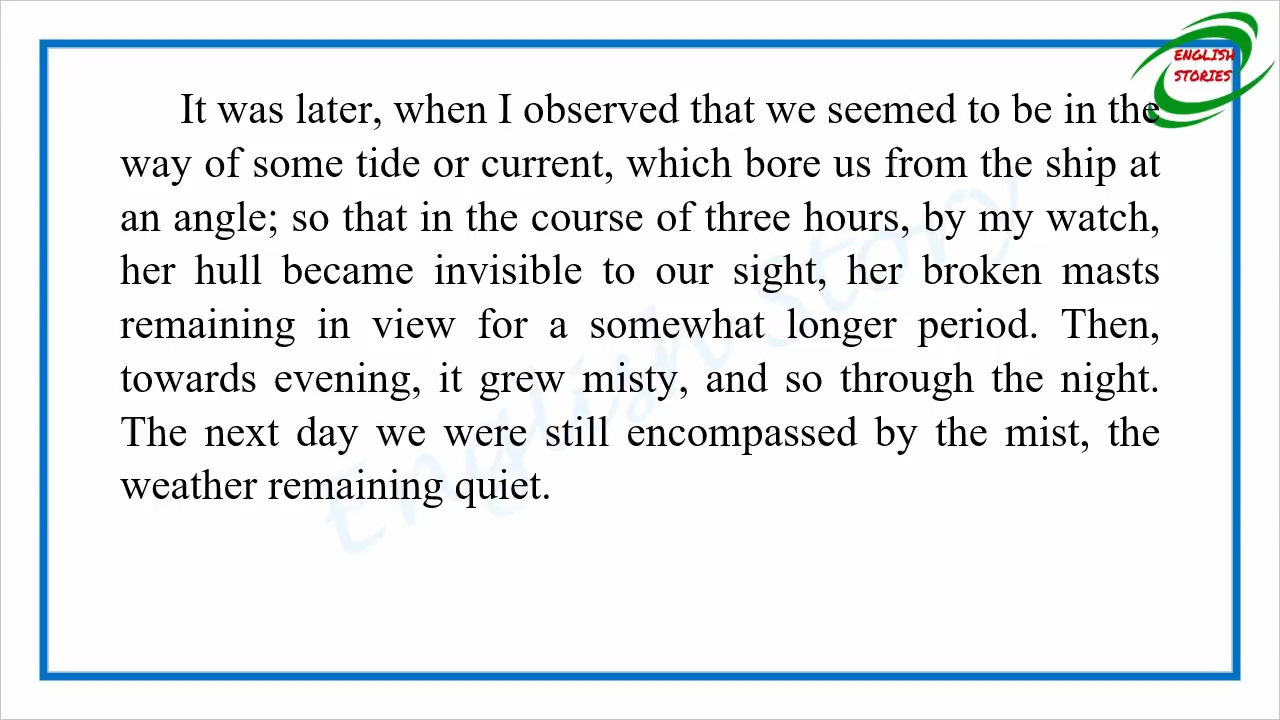 ENGLISH
STORIES
It was later, when I observed that we seemed to be in the
way of some tide or current, which bore us from the ship at
an angle; so that in the course of three hours, by my watch,
her hull became invisible to our sight, her broken masts
remaining in view for a somewhat longer period. Then,
towards evening, it grew misty, and so through the night.
The next day we were still encompassed by the mist, the
weather remaining quiet.
English Story